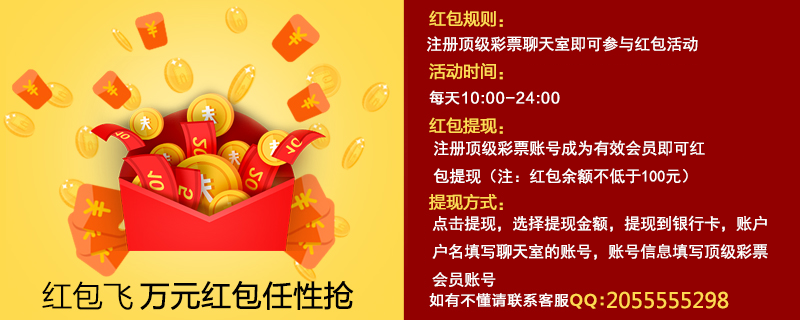 红包飞 万元红包任性抢
红包规则：
注册顶级彩票聊天室即可参与红包活动
活动时间：
每天10:00-24:00
红包提现：
注册顶级彩票账号成为有效会员即可红
包提现（注：红包余额不低于100元）
提现方式：
点击提现，选择提现金额，提现到银行卡，账户
户名填写聊天室的账号，账号信息填写顶级彩票
会员账号
如有不懂请联系客服QQ:2055555298